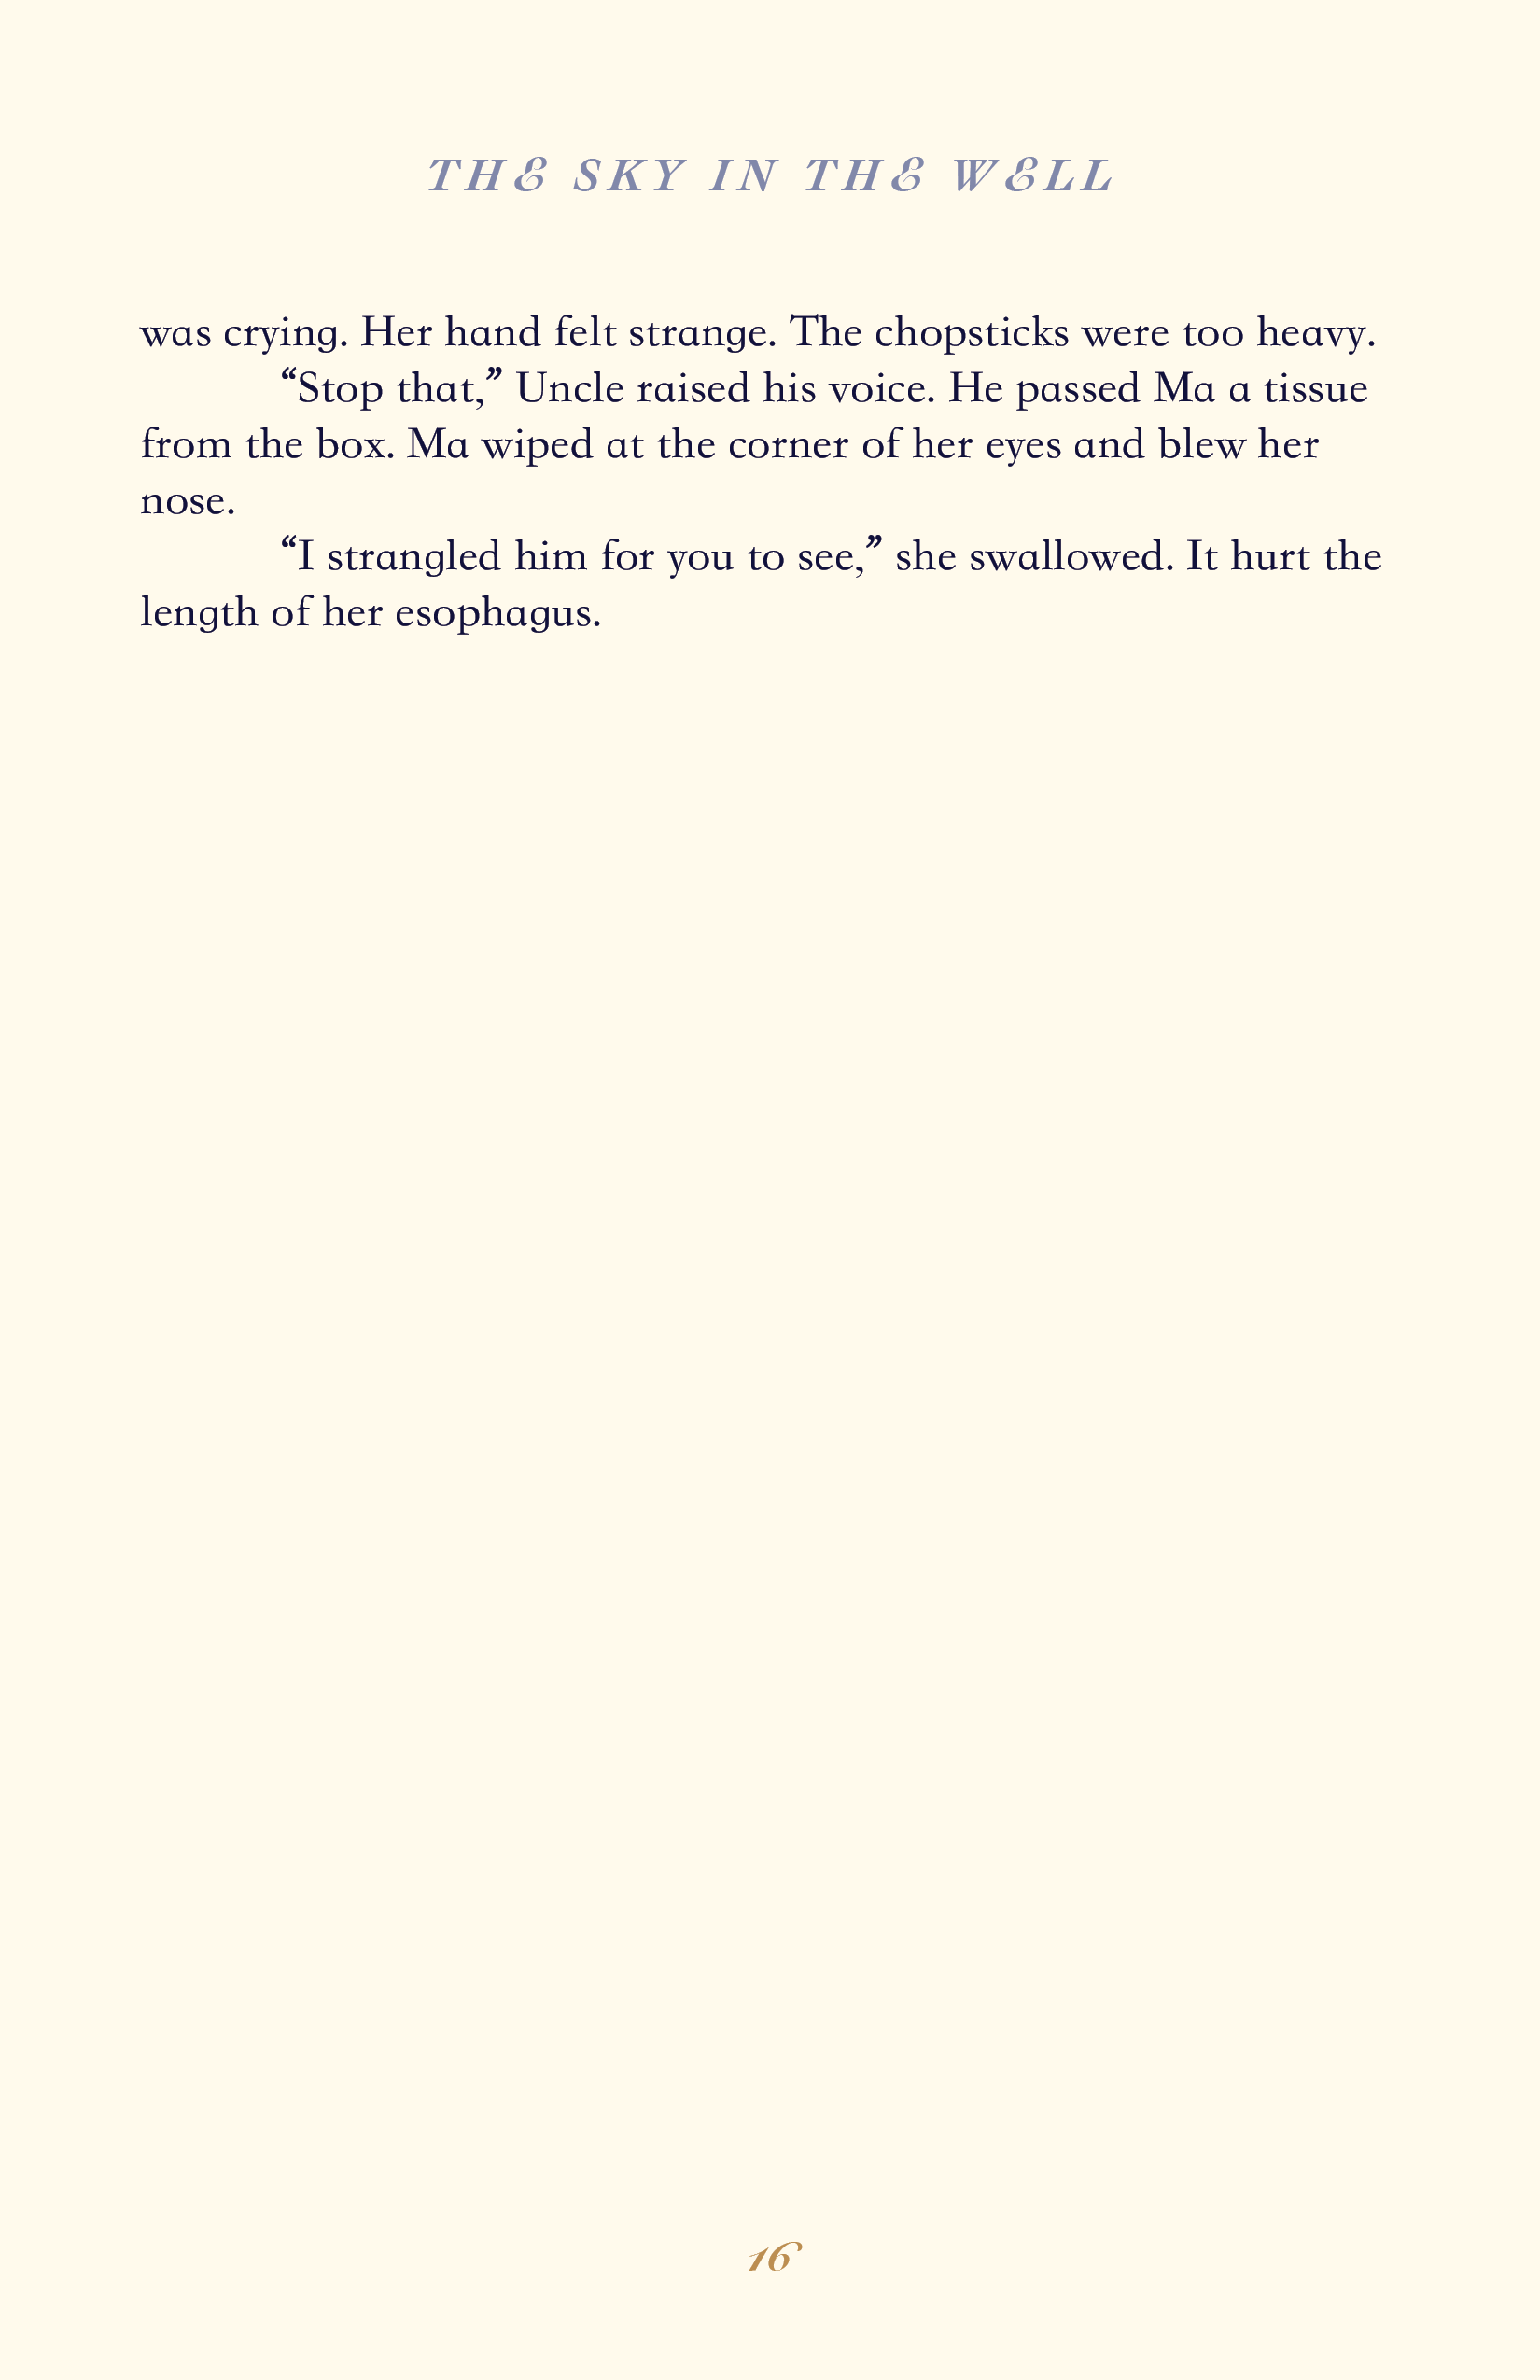 THE SKY IN THE WELL
was crying. Her hand felt strange. The chopsticks were too heavy.
“Stop that,” Uncle raised his voice. He passed Ma a tissue
from the box. Ma wiped at the corner of her eyes and blew her
nose.
“I strangled him for you to see,” she swallowed. It hurt the
length of her esophagus.
16